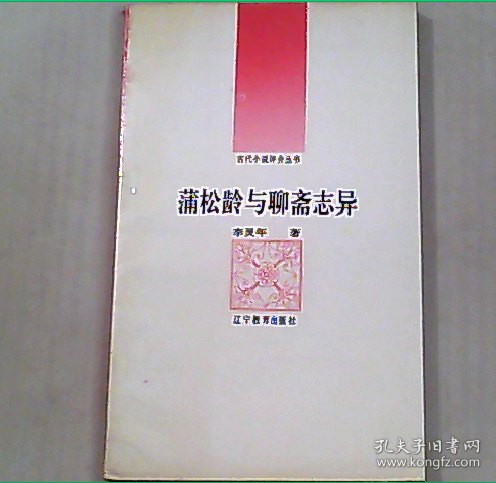 古代小说评介丛书
蒲松龄与聊斋志异
李灵年 著
辽宁教育出版社
孔夫子旧书网
www.kongfz.com